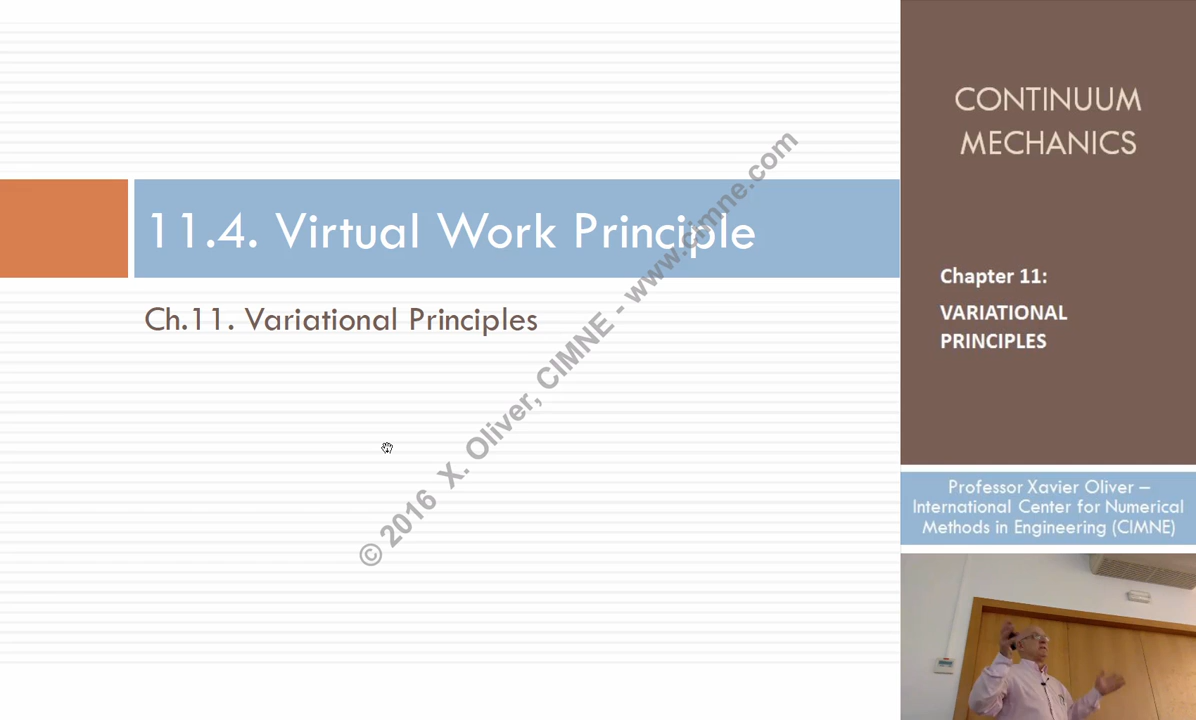 11.4. Virtual Work Principle
Ch.11. Variational Principles
© 2016 X. Oliver, CIMNE - www.cimne.com
CONTINUUM
MECHANICS
Chapter 11:
VARIATIONAL
PRINCIPLES
Professor Xavier Oliver –
International Center for Numerical
Methods in Engineering (CIMNE)